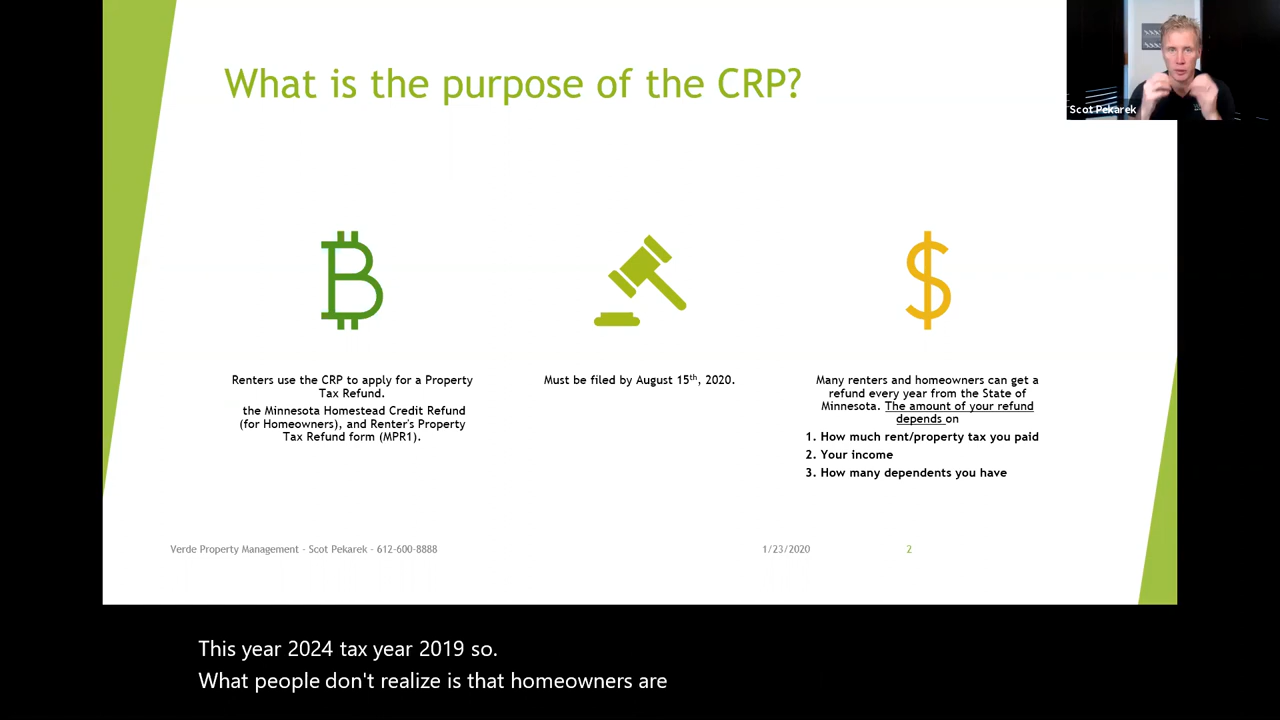 What is the purpose of the CRP?
Scot Pekarek
Renters use the CRP to apply for a Property
Tax Refund.
the Minnesota Homestead Credit Refund
(for Homeowners), and Renter's Property
Tax Refund form (MPR1).
Must be filed by August 15th, 2020.
Many renters and homeowners can get a
refund every year from the State of
Minnesota. The amount of your refund
depends on
1. How much rent/property tax you paid
2. Your income
3. How many dependents you have
Verde Property Management - Scot Pekarek - 612-600-8888
1/23/2020
2
This year 2024 tax year 2019 so.
What people don't realize is that homeowners are